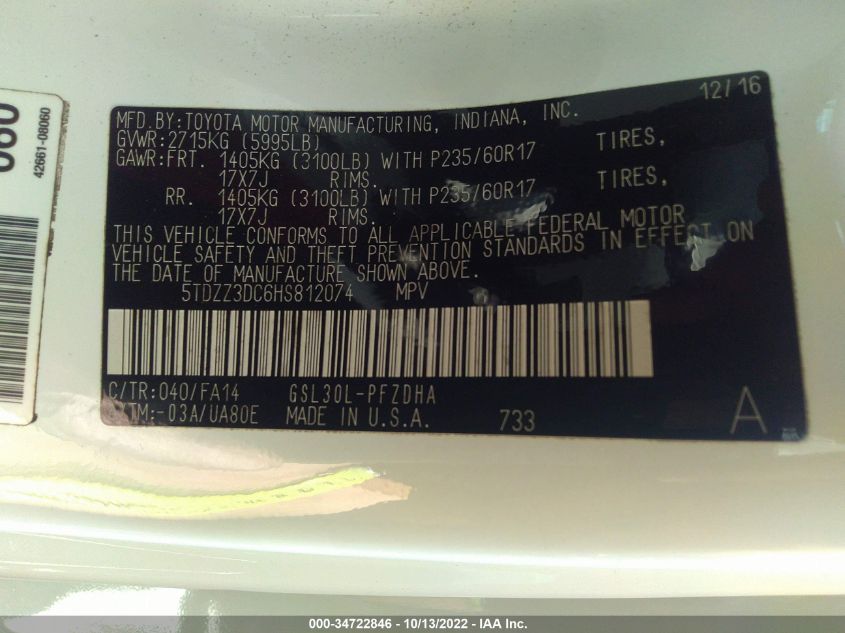 060
42661-08060
12/16
MFD. BY: TOYOTA MOTOR MANUFACTURING, INDIANA, INC.
GVWR: 2715KG (5995LB)
GAWR: FRT. 1405KG (3100LB) WITH P235/60R17 TIRES,
17X7J RIMS.
RR. 1405KG (3100LB) WITH P235/60R17 TIRES,
17X7J RIMS.
THIS VEHICLE CONFORMS TO ALL APPLICABLE FEDERAL MOTOR
VEHICLE SAFETY AND THEFT PREVENTION STANDARDS IN EFFECT ON
THE DATE OF MANUFACTURE SHOWN ABOVE.
5TDZZ3DC6HS812074 MPV
C/TR: 040/FA14 GSL30L-PFZDHA
-03A/UA80E MADE IN U.S.A. 733 A
000-34722846 - 10/13/2022 - IAA Inc.